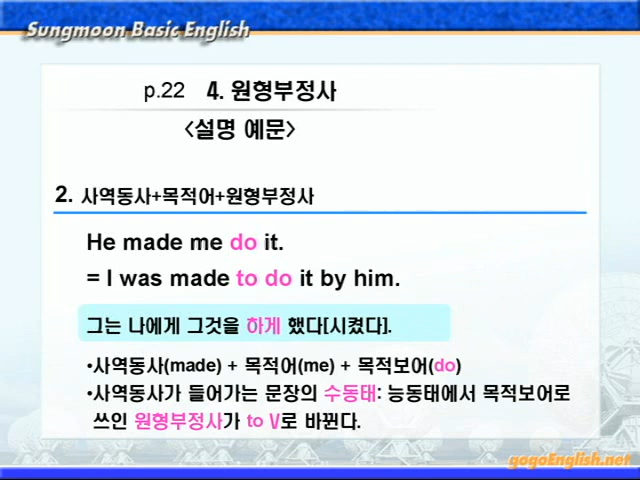 Sungmoon Basic English
p.22 4. 원형부정사
<설명 예문>
2. 사역동사+목적어+원형부정사
He made me do it.
= I was made to do it by him.
그는 나에게 그것을 하게 했다[시켰다].
•사역동사(made) + 목적어(me) + 목적보어(do)
•사역동사가 들어가는 문장의 수동태: 능동태에서 목적보어로
쓰인 원형부정사가 to V로 바뀐다.
gogoEnglish.net